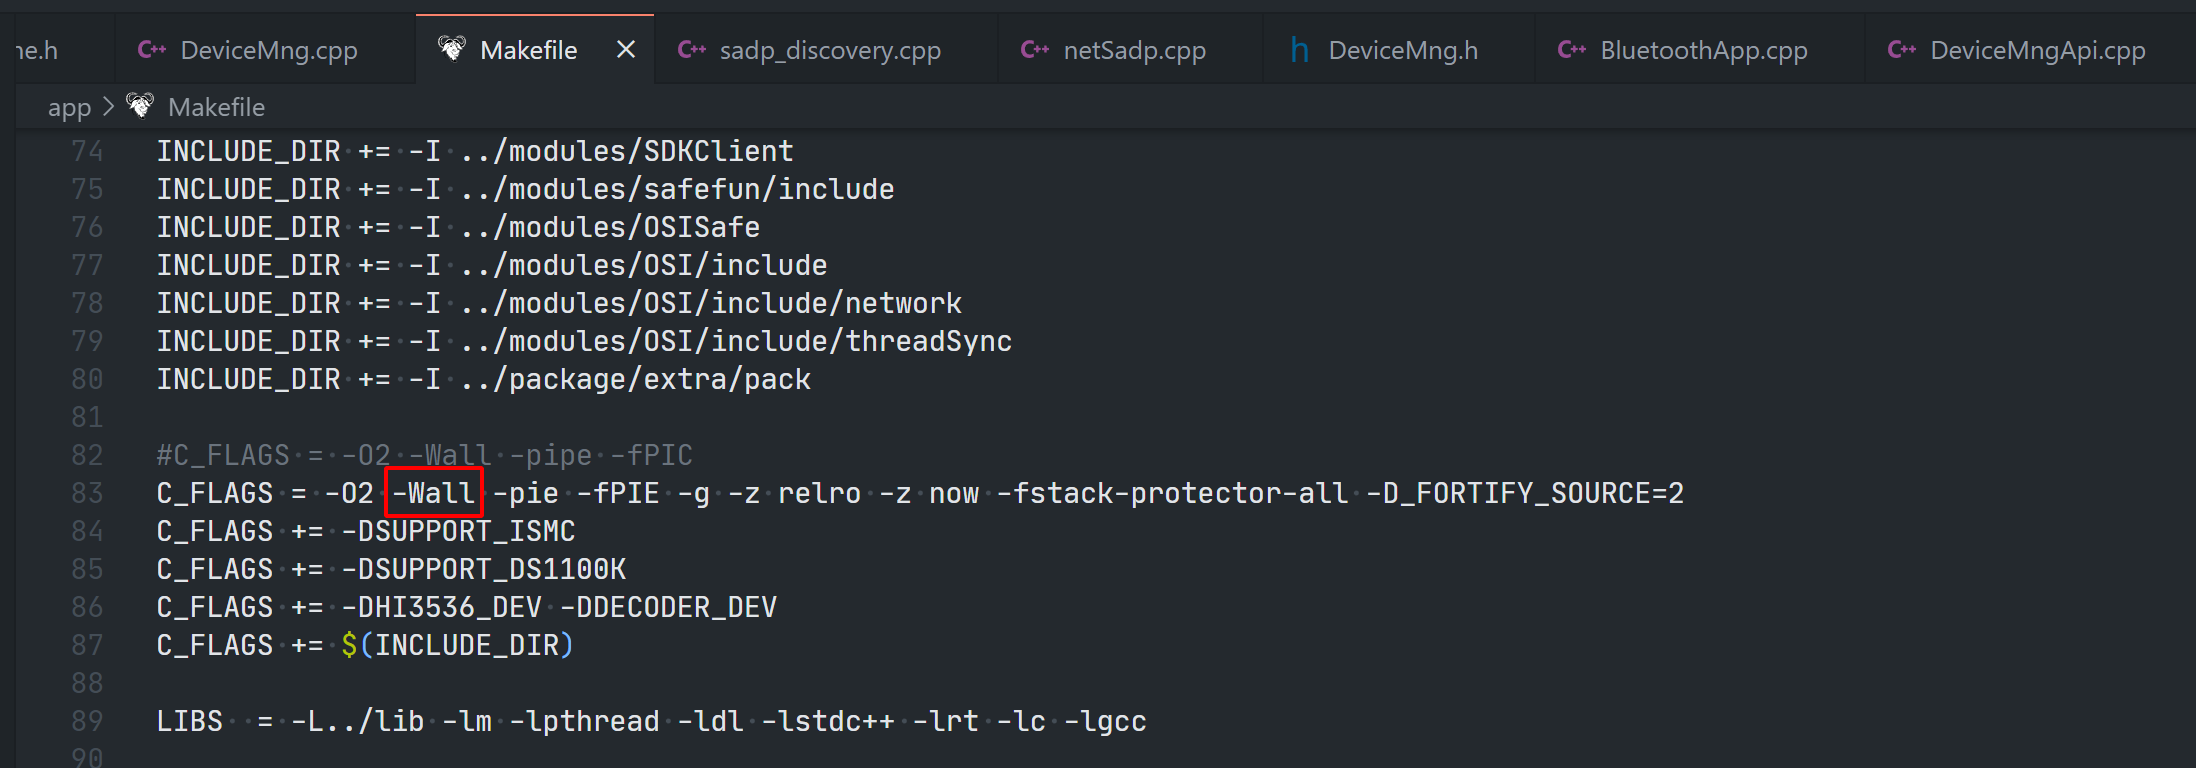 ne.h DeviceMng.cpp Makefile sadp_discovery.cpp netSadp.cpp h DeviceMng.h BluetoothApp.cpp DeviceMngApi.cpp
app > Makefile
74 INCLUDE_DIR += -I ../modules/SDKClient
75 INCLUDE_DIR += -I ../modules/safefun/include
76 INCLUDE_DIR += -I ../modules/OSISafe
77 INCLUDE_DIR += -I ../modules/OSI/include
78 INCLUDE_DIR += -I ../modules/OSI/include/network
79 INCLUDE_DIR += -I ../modules/OSI/include/threadSync
80 INCLUDE_DIR += -I ../package/extra/pack
81
82 #C_FLAGS = -O2 -Wall -pipe -fPIC
83 C_FLAGS = -O2 -Wall -pie -fPIE -g -z relro -z now -fstack-protector-all -D_FORTIFY_SOURCE=2
84 C_FLAGS += -DSUPPORT_ISMC
85 C_FLAGS += -DSUPPORT_DS1100K
86 C_FLAGS += -DHI3536_DEV -DDECODER_DEV
87 C_FLAGS += $(INCLUDE_DIR)
88
89 LIBS  = -L../lib -lm -lpthread -ldl -lstdc++ -lrt -lc -lgcc
90